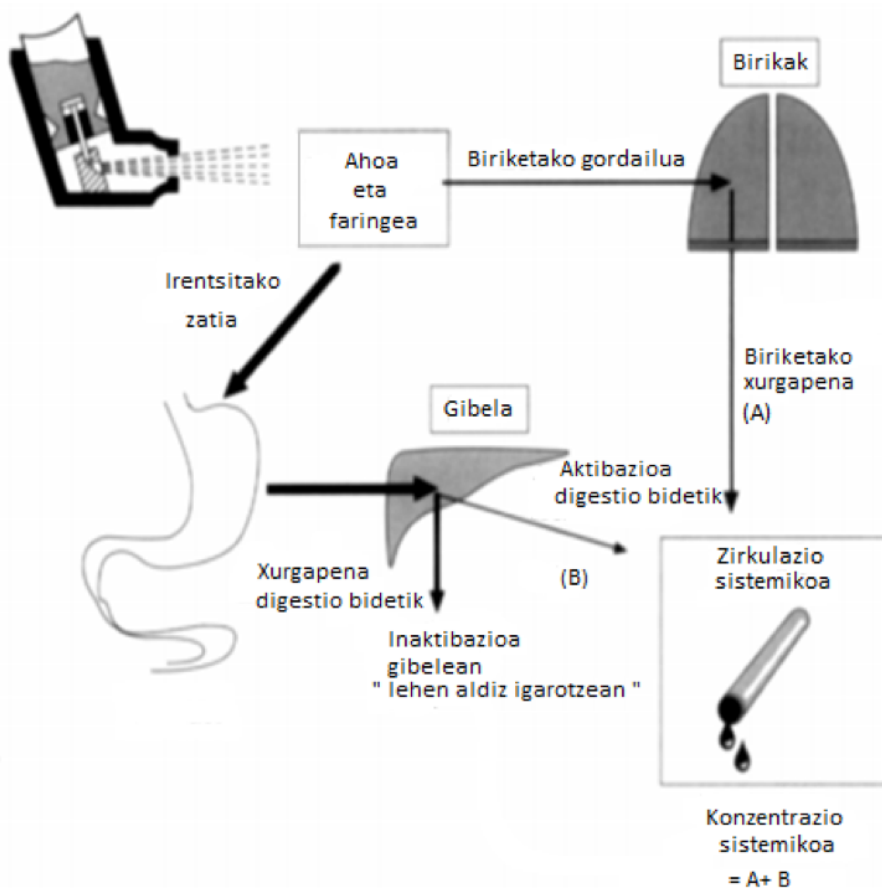 Birikak
Ahoa
eta
faringea
Biriketako gordailua
Irentsitako
zatia
Biriketako
xurgapena
(A)
Gibela
Aktibazioa
digestio bidetik
(B)
Xurgapena
digestio bidetik
Inaktibazioa
gibelean
" lehen aldiz igarotzean "
Zirkulazio
sistemikoa
Konzentrazio
sistemikoa
= A+ B